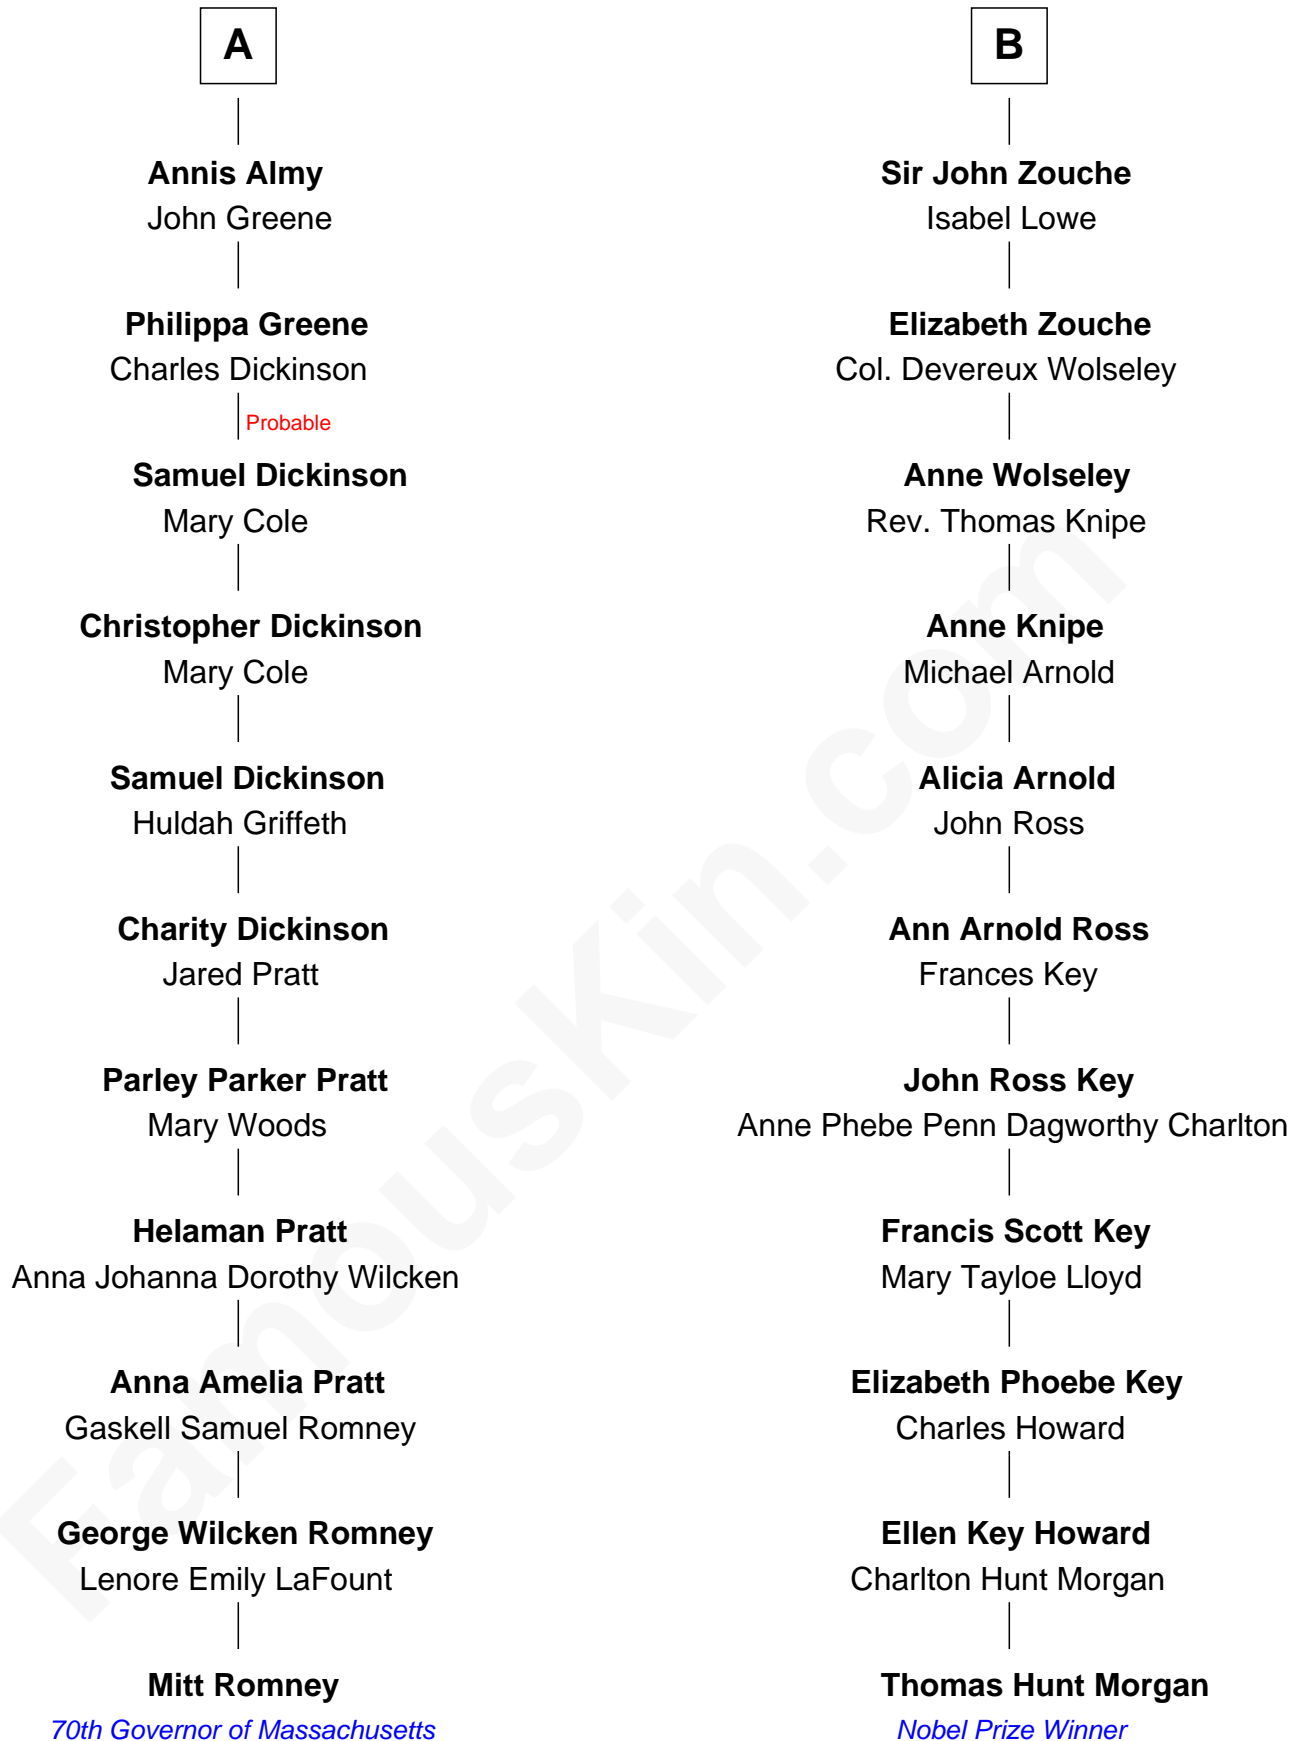 A
Annis Almy
John Greene
Philippa Greene
Charles Dickinson
Probable
Samuel Dickinson
Mary Cole
Christopher Dickinson
Mary Cole
Samuel Dickinson
Huldah Griffeth
Charity Dickinson
Jared Pratt
Parley Parker Pratt
Mary Woods
Helaman Pratt
Anna Johanna Dorothy Wilcken
Anna Amelia Pratt
Gaskell Samuel Romney
George Wilcken Romney
Lenore Emily LaFount
Mitt Romney
70th Governor of Massachusetts
B
Sir John Zouche
Isabel Lowe
Elizabeth Zouche
Col. Devereux Wolseley
Anne Wolseley
Rev. Thomas Knipe
Anne Knipe
Michael Arnold
Alicia Arnold
John Ross
Ann Arnold Ross
Frances Key
John Ross Key
Anne Phebe Penn Dagworthy Charlton
Francis Scott Key
Mary Tayloe Lloyd
Elizabeth Phoebe Key
Charles Howard
Ellen Key Howard
Charlton Hunt Morgan
Thomas Hunt Morgan
Nobel Prize Winner
FamousKin.com